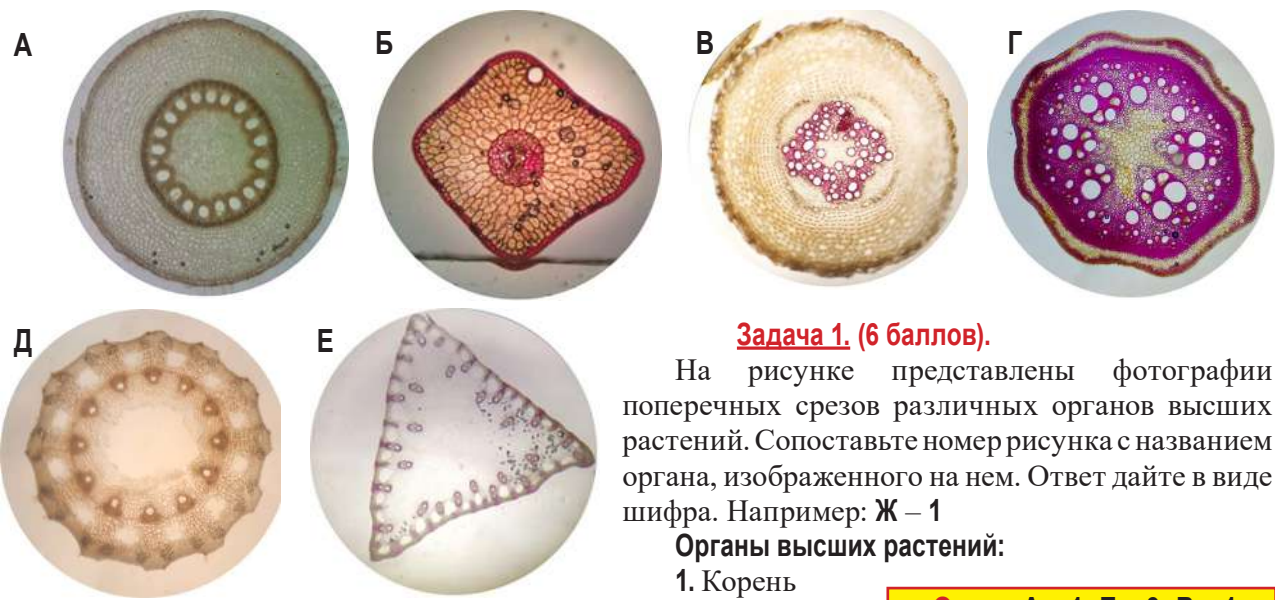 А
Б
В
Г
Д
Е
Задача 1. (6 баллов).
На рисунке представлены фотографии
поперечных срезов различных органов высших
растений. Сопоставьте номер рисунка с названием
органа, изображенного на нем. Ответ дайте в виде
шифра. Например: Ж – 1
Органы высших растений:
1. Корень